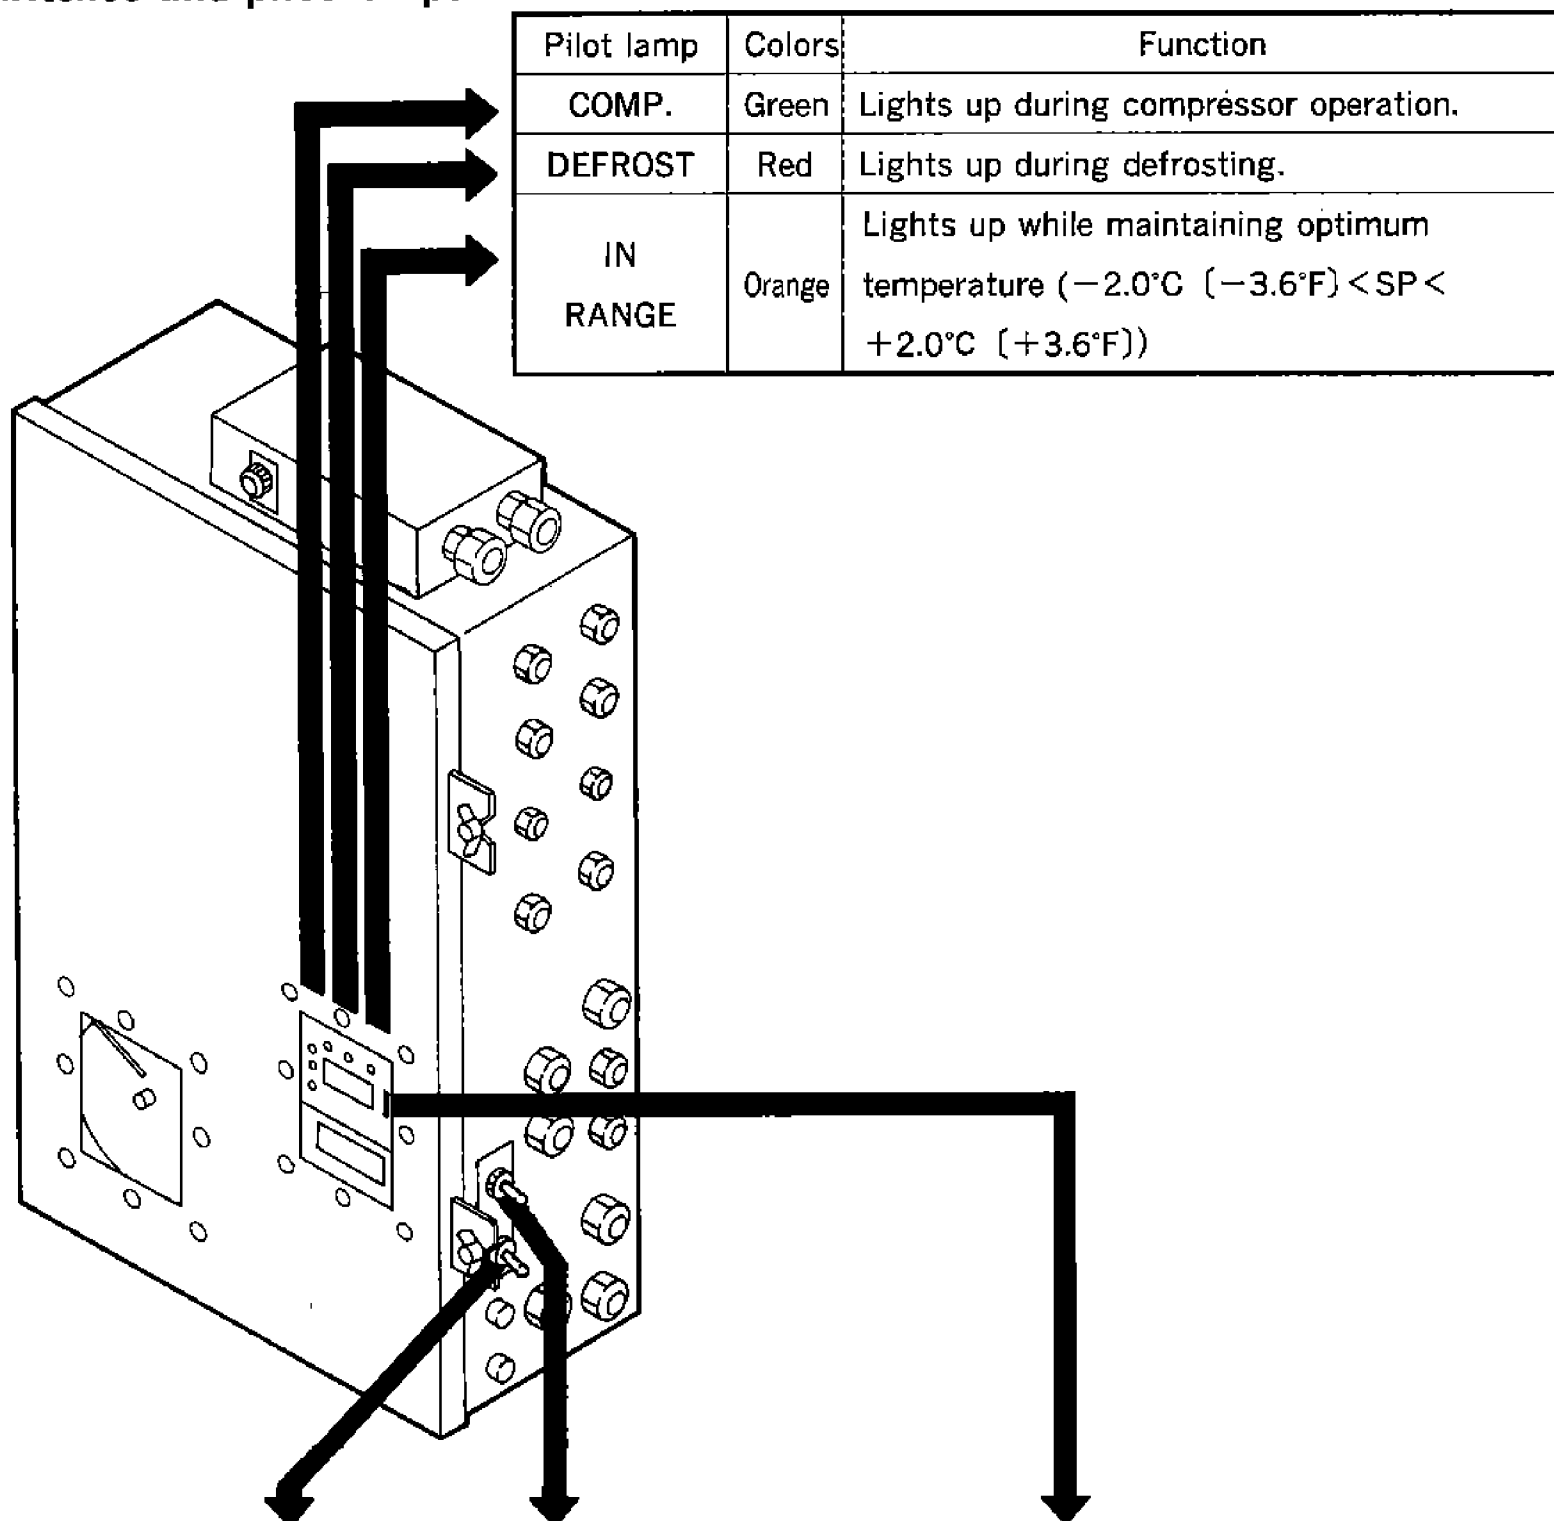 Pilot lamp Colors Function
COMP. Green Lights up during compressor operation.
DEFROST Red Lights up during defrosting.
IN RANGE Orange Lights up while maintaining optimum
temperature (−2.0°C [−3.6°F] < SP <
+2.0°C [+3.6°F])